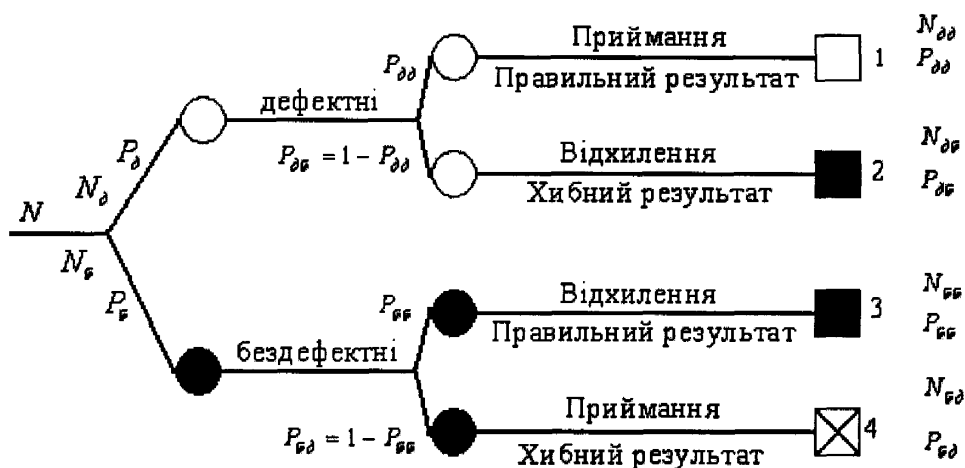 Приймання
Правильний результат
1
N_дд
P_дд
P_дд
дефектні
P_дб = 1 − P_дд
Відхилення
Хибний результат
2
N_дб
P_дб
P_д
N_д
N
N_б
P_б
P_бб
Відхилення
Правильний результат
3
N_бб
P_бб
бездефектні
P_бд = 1 − P_бб
Приймання
Хибний результат
4
N_бд
P_бд